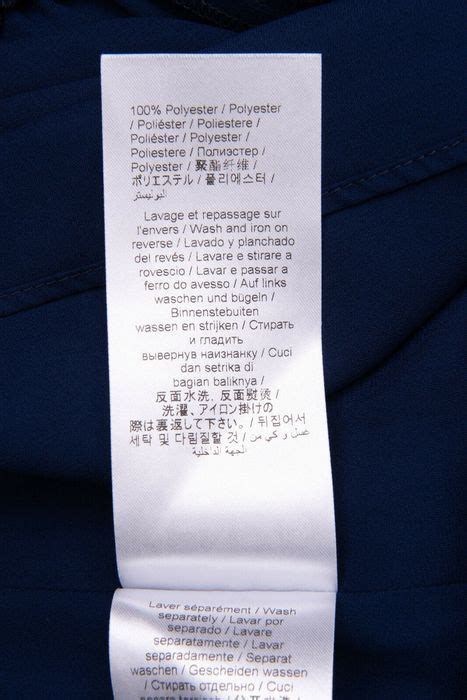 100% Polyester / Polyester
/ Poliéster / Poliestere /
Poliéster / Polyester /
Poliestere / Полиэстер /
Polyester / 聚酯纤维 /
ポリエステル / 폴리에스터 /
البوليستر
Lavage et repassage sur
l'envers / Wash and iron on
reverse / Lavado y planchado
del revés / Lavare e stirare a
rovescio / Lavar e passar a
ferro do avesso / Auf links
waschen und bügeln /
Binnenstebuiten
wassen en strijken / Стирать
и гладить
вывернув наизнанку / Cuci
dan setrika di
bagian baliknya /
反面水洗, 反面熨烫 /
洗濯、アイロン掛けの
際は裏返して下さい。/ 뒤집어서
세탁 및 다림질할 것 / غسل و كي من
الجهة الداخلية
Laver séparément / Wash
separately / Lavar por
separado / Lavare
separatamente / Lavar
separadamente / Separat
waschen / Gescheiden wassen
/ Стирать отдельно / Cuci